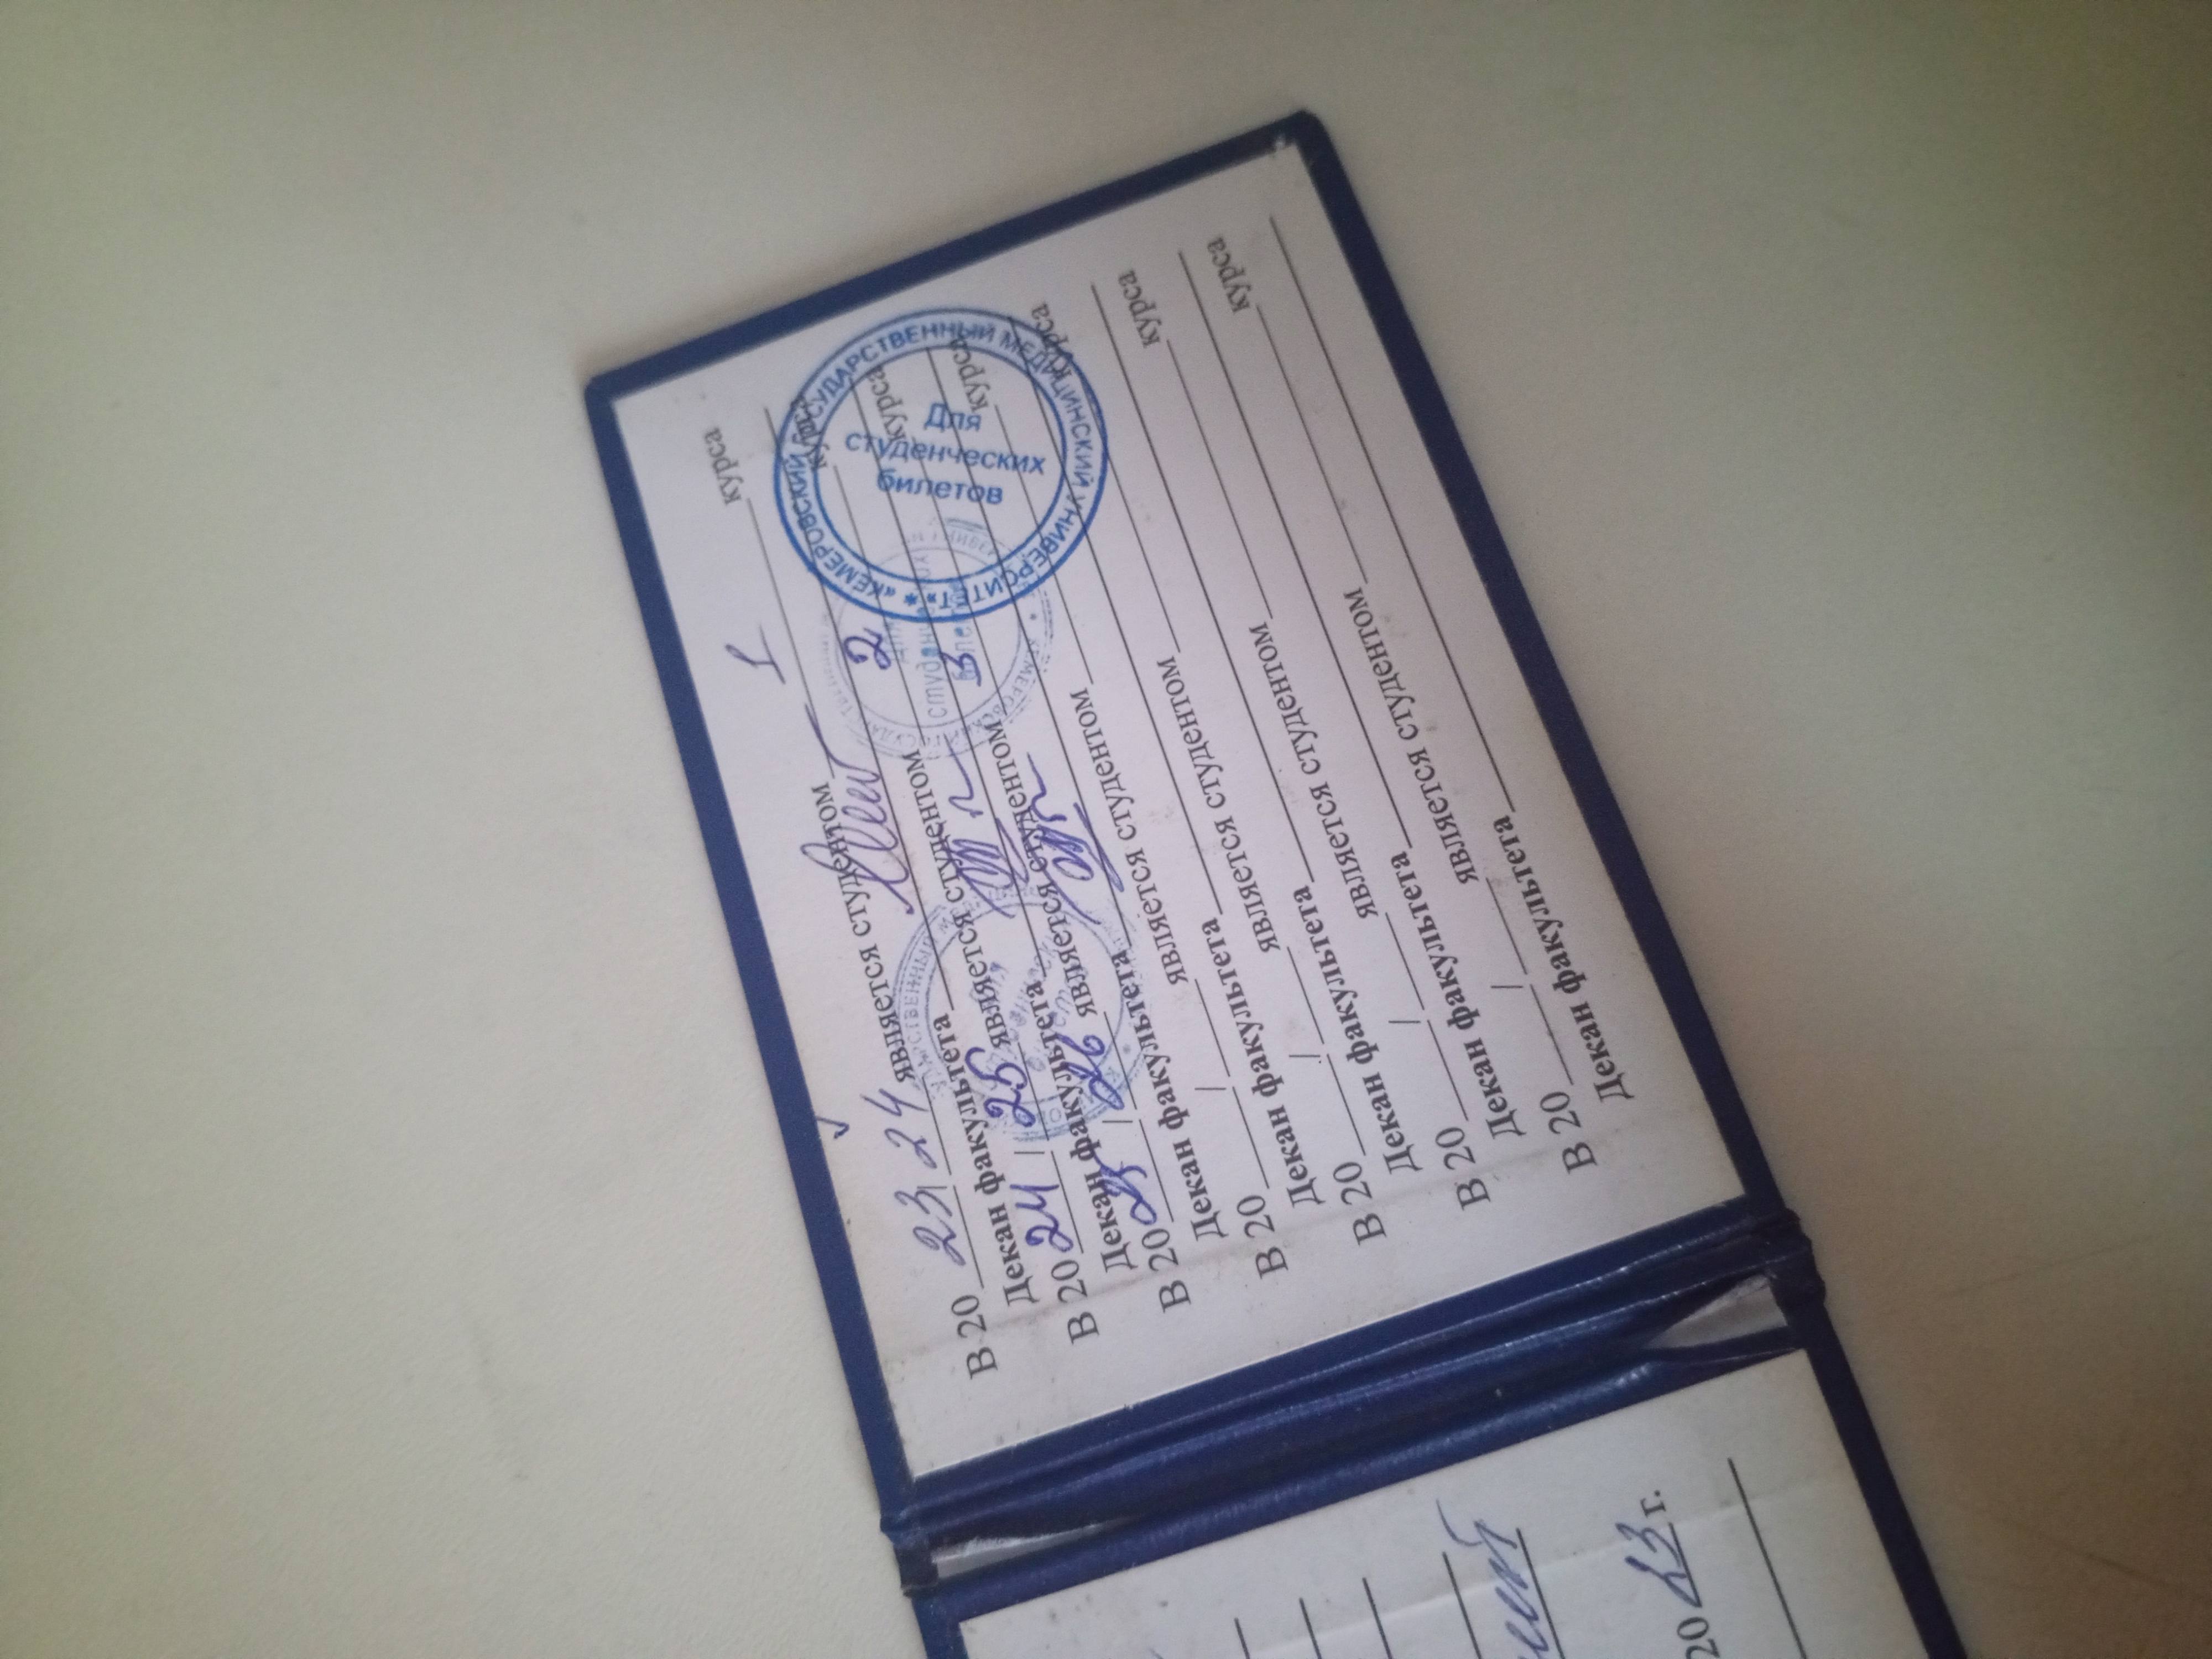 В 20 23 / 24 является студентом 1 курса
Декан факультета
В 20 24 / 25 является студентом 2 курса
Декан факультета
В 20 25 / 26 является студентом 3 курса
Декан факультета
В 20 / является студентом курса
Декан факультета
В 20 / является студентом курса
Декан факультета
В 20 / является студентом курса
Декан факультета
В 20 / является студентом курса
Декан факультета
«КЕМЕРОВСКИЙ ГОСУДАРСТВЕННЫЙ МЕДИЦИНСКИЙ УНИВЕРСИТЕТ» *
Для
студенческих
билетов
20 23 г.